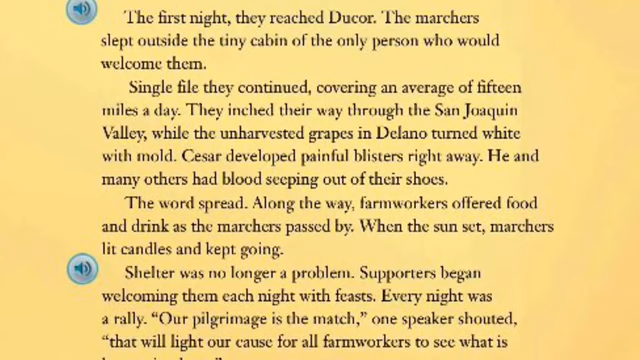 The first night, they reached Ducor. The marchers
slept outside the tiny cabin of the only person who would
welcome them.
Single file they continued, covering an average of fifteen
miles a day. They inched their way through the San Joaquin
Valley, while the unharvested grapes in Delano turned white
with mold. Cesar developed painful blisters right away. He and
many others had blood seeping out of their shoes.
The word spread. Along the way, farmworkers offered food
and drink as the marchers passed by. When the sun set, marchers
lit candles and kept going.
Shelter was no longer a problem. Supporters began
welcoming them each night with feasts. Every night was
a rally. “Our pilgrimage is the match,” one speaker shouted,
“that will light our cause for all farmworkers to see what is